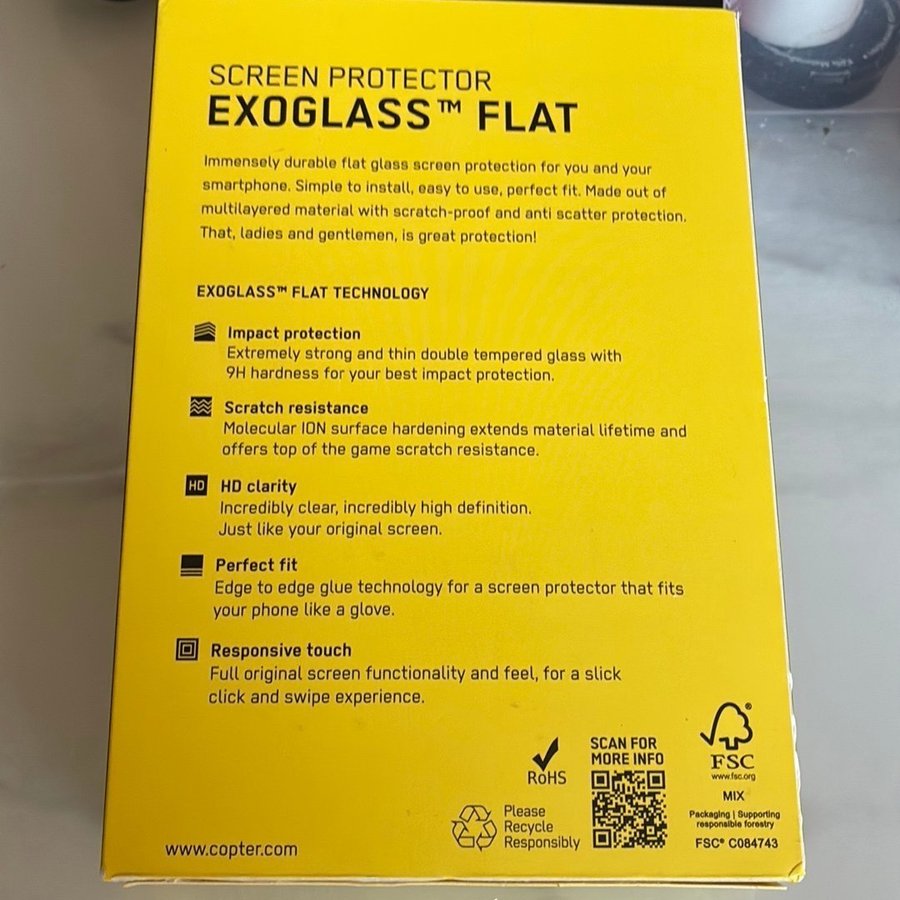 SCREEN PROTECTOR
EXOGLASS™ FLAT
Immensely durable flat glass screen protection for you and your
smartphone. Simple to install, easy to use, perfect fit. Made out of
multilayered material with scratch-proof and anti scatter protection.
That, ladies and gentlemen, is great protection!
EXOGLASS™ FLAT TECHNOLOGY
Impact protection
Extremely strong and thin double tempered glass with
9H hardness for your best impact protection.
Scratch resistance
Molecular ION surface hardening extends material lifetime and
offers top of the game scratch resistance.
HD HD clarity
Incredibly clear, incredibly high definition.
Just like your original screen.
Perfect fit
Edge to edge glue technology for a screen protector that fits
your phone like a glove.
Responsive touch
Full original screen functionality and feel, for a slick
click and swipe experience.
RoHS
SCAN FOR
MORE INFO
FSC®
www.fsc.org
MIX
Packaging | Supporting
responsible forestry
FSC® C084743
Please
Recycle
Responsibly
www.copter.com